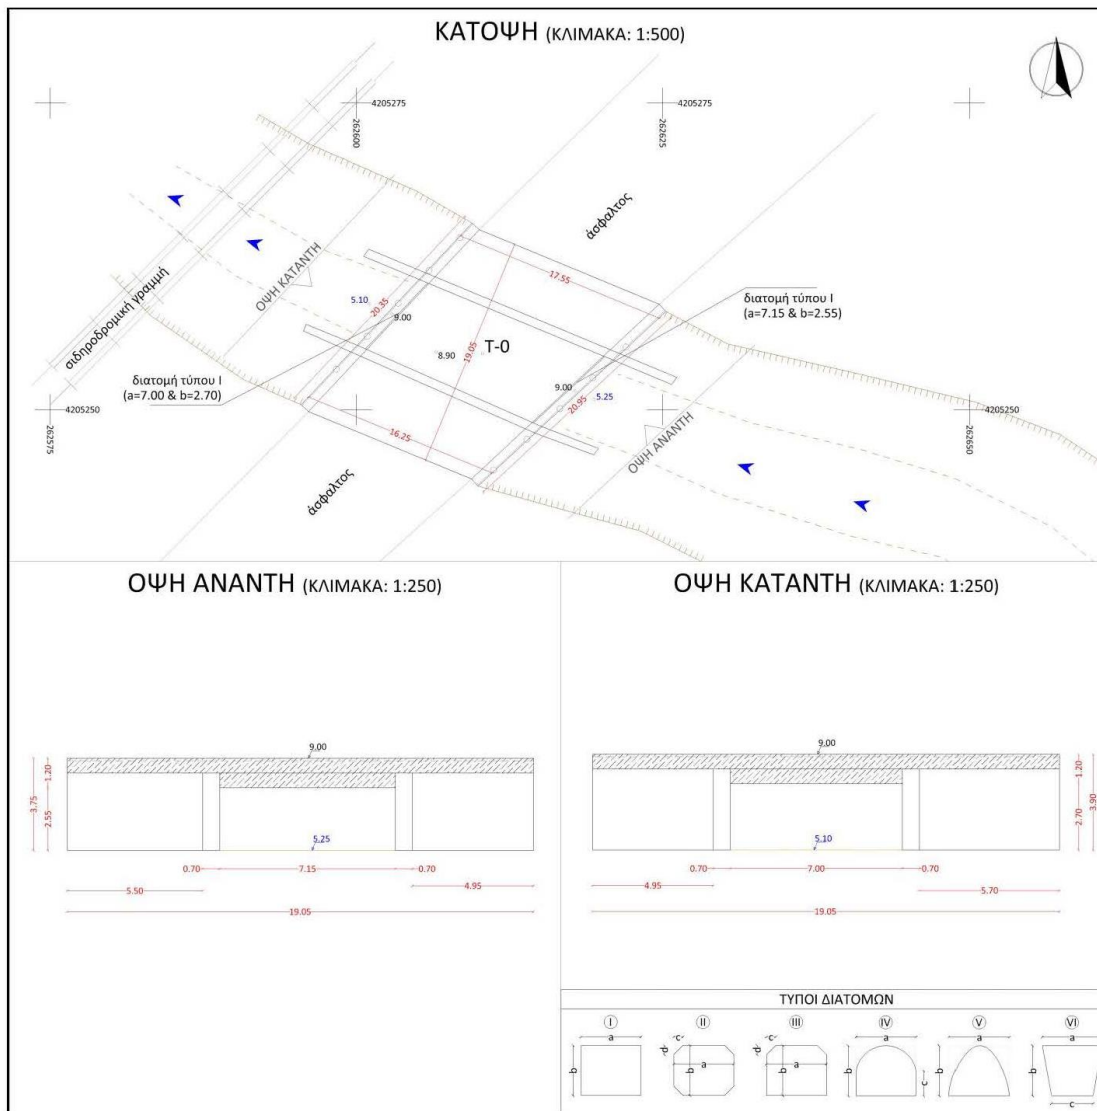 ΚΑΤΟΨΗ (ΚΛΙΜΑΚΑ: 1:500)
4205275
262600
4205275
262625
άσφαλτος
ΟΨΗ ΚΑΤΑΝΤΗ
17.55
5.10
20.35
9.00
διατομή τύπου Ι
(a=7.15 & b=2.55)
σιδηροδρομική γραμμή
19.05
T-0
8.90
διατομή τύπου Ι
(a=7.00 & b=2.70)
9.00
20.95
5.25
4205250
262575
4205250
262650
16.25
ΟΨΗ ΑΝΑΝΤΗ
άσφαλτος
ΟΨΗ ΑΝΑΝΤΗ (ΚΛΙΜΑΚΑ: 1:250)
9.00
3.75
1.20
2.55
5.25
0.70
7.15
0.70
5.50
4.95
19.05
ΟΨΗ ΚΑΤΑΝΤΗ (ΚΛΙΜΑΚΑ: 1:250)
9.00
1.20
2.70
3.90
5.10
0.70
7.00
0.70
4.95
5.70
19.05
ΤΥΠΟΙ ΔΙΑΤΟΜΩΝ
I II III IV V VI
a c c a a a
b d b a d b a b c b b c